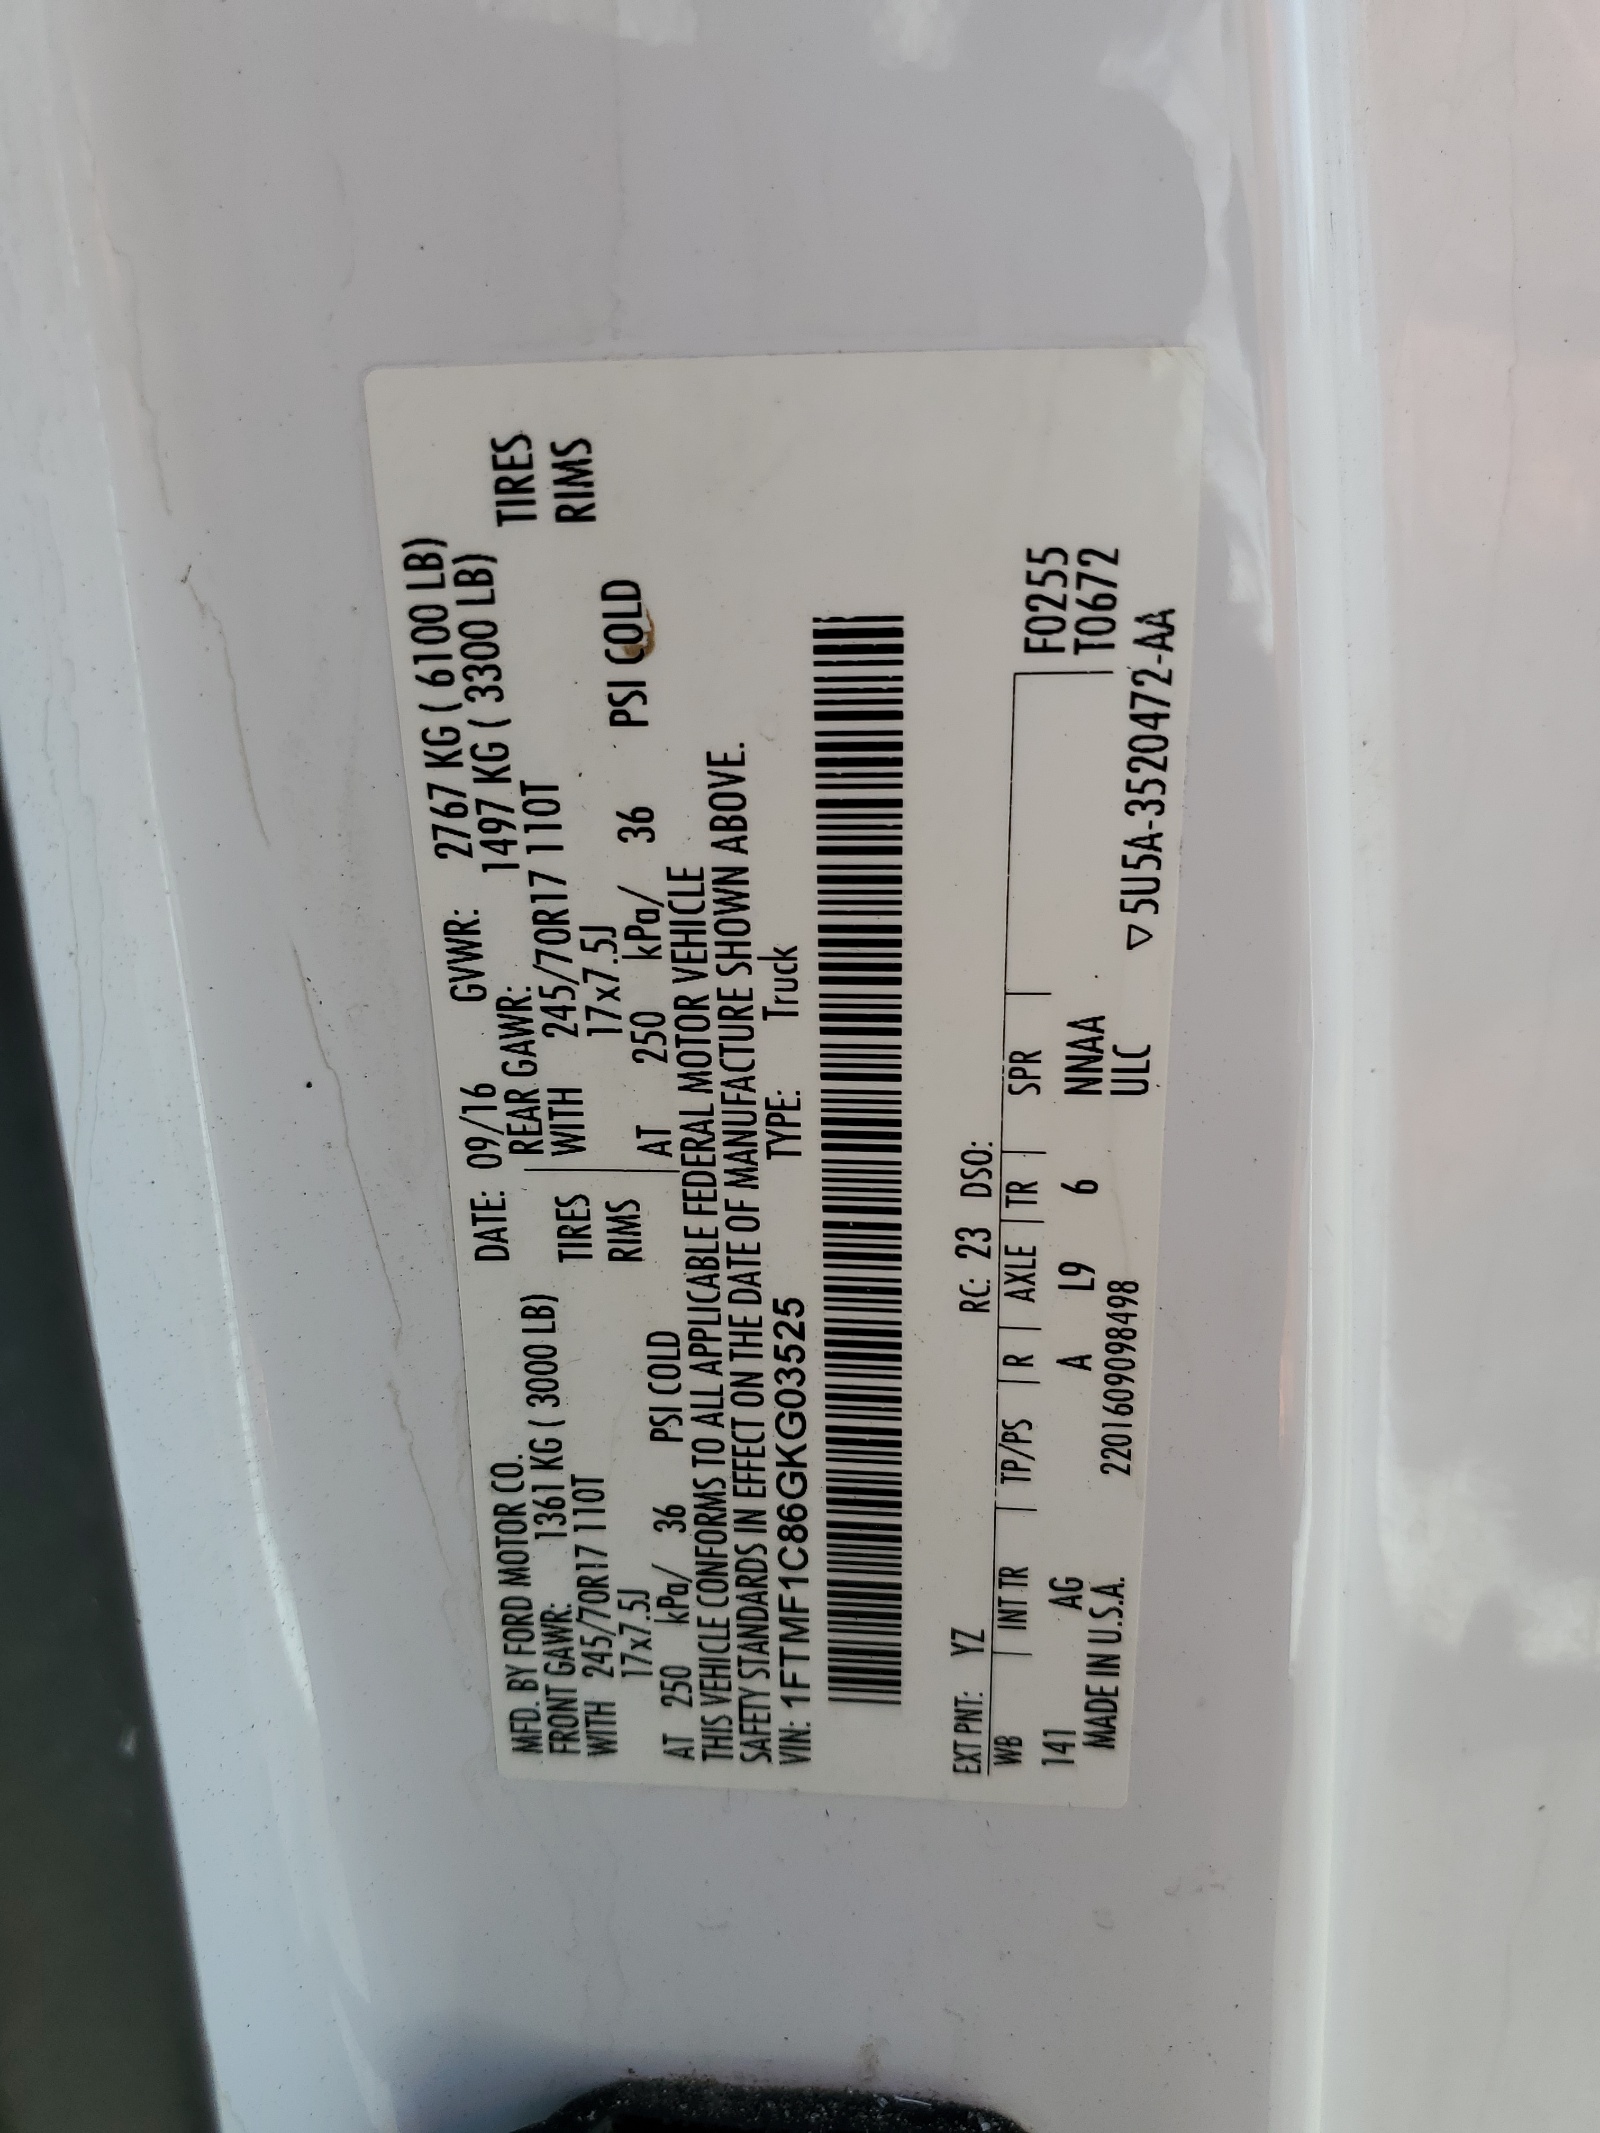 MFD. BY FORD MOTOR CO. DATE: 09/16 GVWR: 2767 KG ( 6100 LB)
FRONT GAWR: 1361 KG ( 3000 LB) REAR GAWR: 1497 KG ( 3300 LB)
WITH 245/70R17 110T TIRES WITH 245/70R17 110T TIRES
17x7.5J RIMS 17x7.5J RIMS
AT 250 kPa/ 36 PSI COLD AT 250 kPa/ 36 PSI COLD
THIS VEHICLE CONFORMS TO ALL APPLICABLE FEDERAL MOTOR VEHICLE
SAFETY STANDARDS IN EFFECT ON THE DATE OF MANUFACTURE SHOWN ABOVE.
VIN: 1FTMF1C86GKG03525 TYPE: Truck
EXT PNT: YZ RC: 23 DSO:
WB INT TR TP/PS R AXLE TR SPR F0255
141 AG A L9 6 NNAA T0672
MADE IN U.S.A. 2201609098498 ULC ▽ 5U5A-3520472-AA